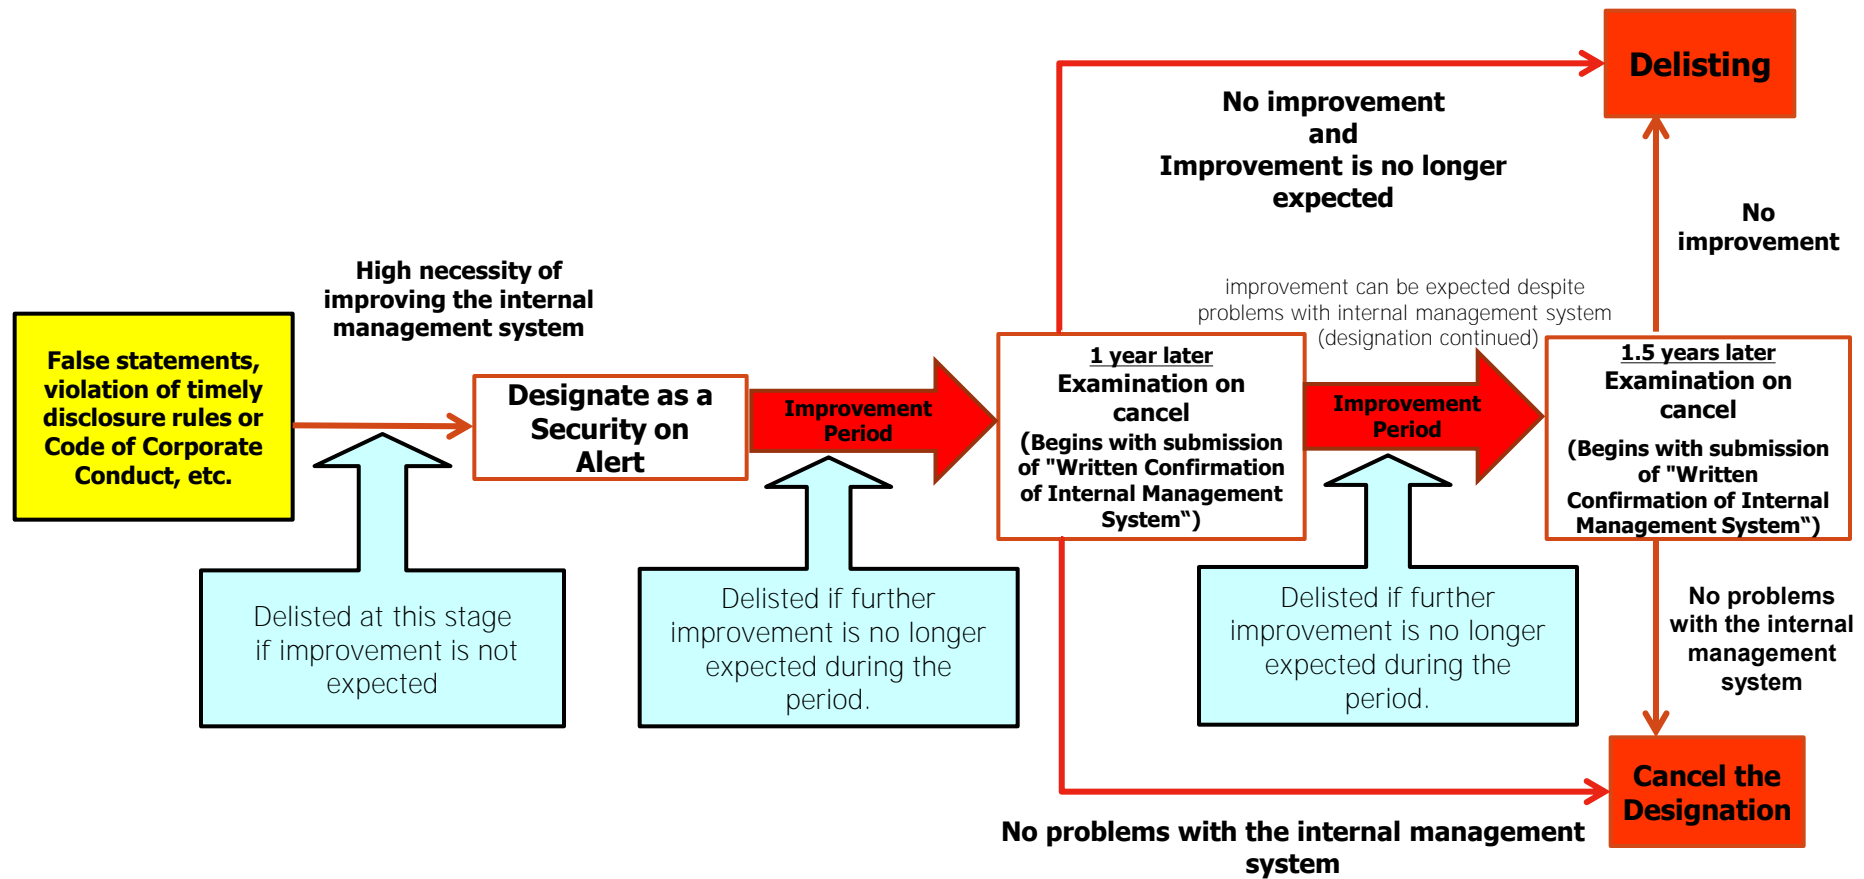 Delisting
No improvement
and
Improvement is no longer
expected
No
improvement
High necessity of
improving the internal
management system
improvement can be expected despite
problems with internal management system
(designation continued)
False statements,
violation of timely
disclosure rules or
Code of Corporate
Conduct, etc.
Designate as a
Security on
Alert
Improvement
Period
1 year later
Examination on
cancel
(Begins with submission
of "Written Confirmation
of Internal Management
System‟)
Improvement
Period
1.5 years later
Examination on
cancel
(Begins with submission
of "Written
Confirmation of Internal
Management System‟)
Delisted at this stage
if improvement is not
expected
Delisted if further
improvement is no longer
expected during the
period.
Delisted if further
improvement is no longer
expected during the
period.
No problems
with the internal
management
system
Cancel the
Designation
No problems with the internal management
system